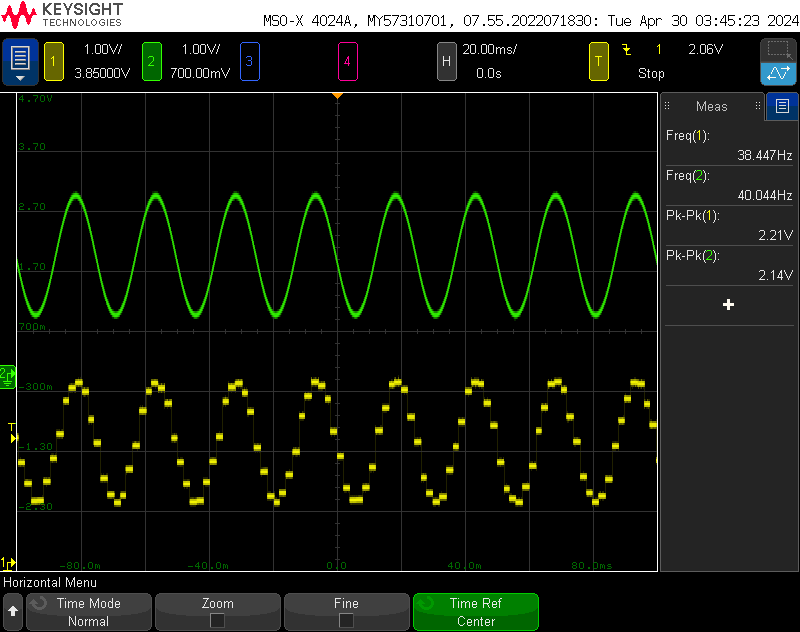 KEYSIGHT
TECHNOLOGIES
MSO-X 4024A, MY57310701, 07.55.2022071830: Tue Apr 30 03:45:23 2024
1 1.00V/ 3.85000V
2 1.00V/ 700.00mV
3
4
H 20.00ms/ 0.0s
T 1 2.06V
Stop
4.70V
3.70
2.70
1.70
700m
-300m
-1.30
-2.30
2
T
1
-80.0m -40.0m 0.0 40.0m 80.0ms
Meas
Freq(1):
38.447Hz
Freq(2):
40.044Hz
Pk-Pk(1):
2.21V
Pk-Pk(2):
2.14V
Horizontal Menu
Time Mode
Normal
Zoom
Fine
Time Ref
Center